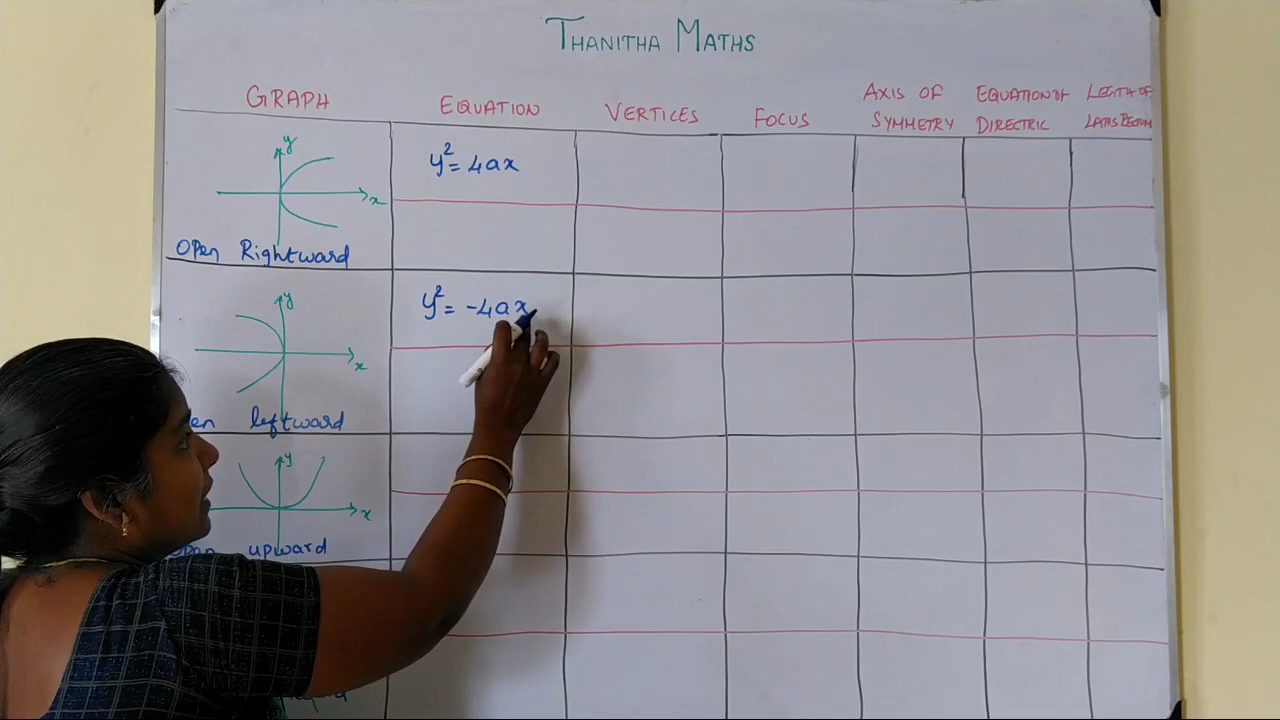 THANITHA MATHS
GRAPH EQUATION VERTICES FOCUS AXIS OF SYMMETRY EQUATION OF DIRECTRIC
y
x
y² = 4ax
Open Rightward
y
x
y² = -4ax
leftward
y
x
Open upward